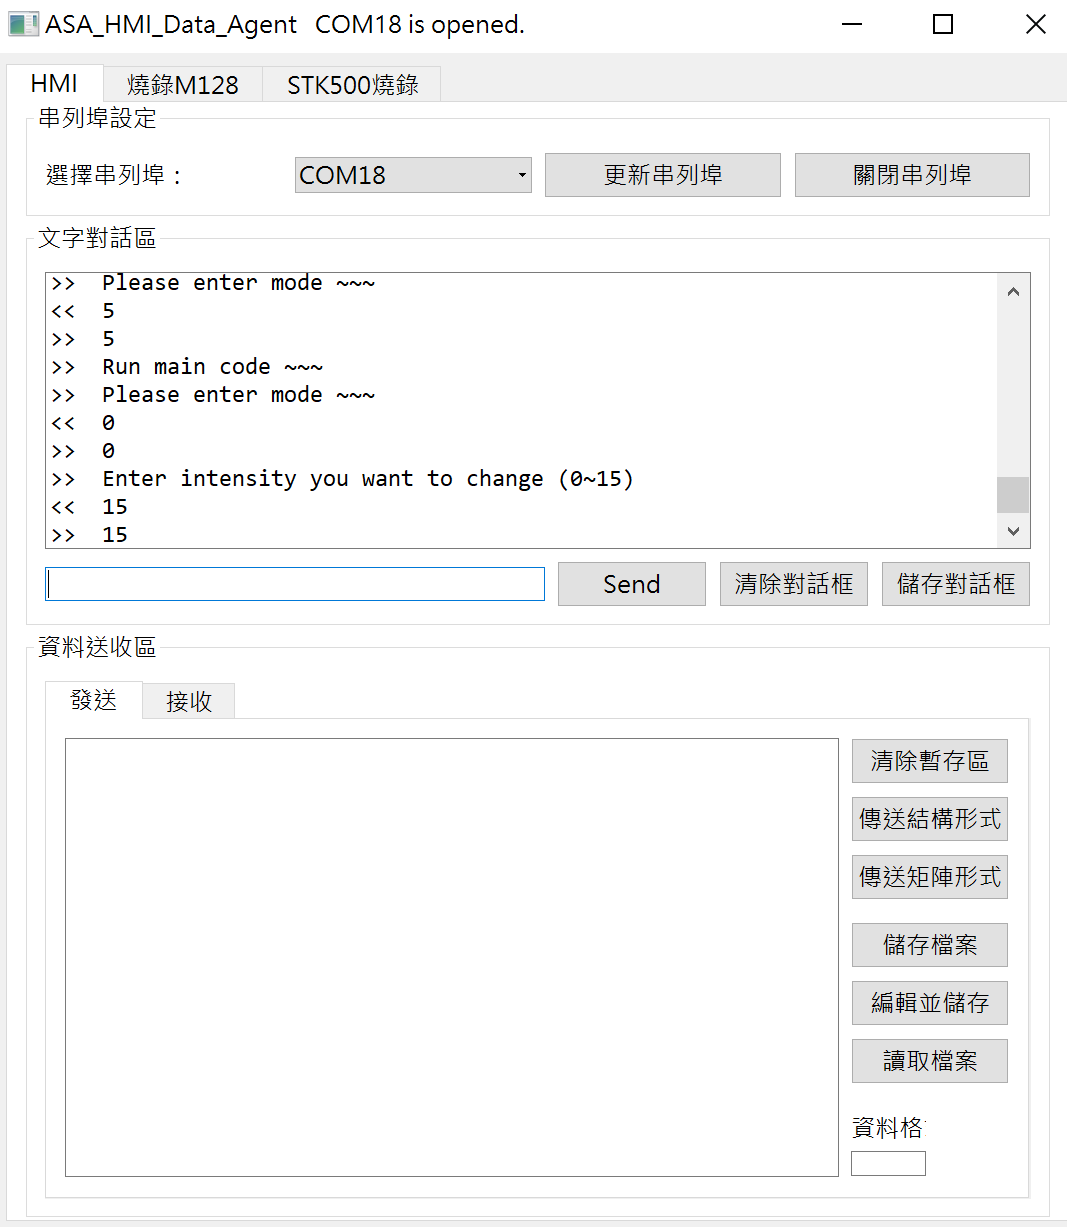 ASA_HMI_Data_Agent   COM18 is opened.
HMI 燒錄M128 STK500燒錄
串列埠設定
選擇串列埠： COM18 更新串列埠 關閉串列埠
文字對話區
>>  Please enter mode ~~~
<<  5
>>  5
>>  Run main code ~~~
>>  Please enter mode ~~~
<<  0
>>  0
>>  Enter intensity you want to change (0~15)
<<  15
>>  15
Send 清除對話框 儲存對話框
資料送收區
發送 接收
清除暫存區
傳送結構形式
傳送矩陣形式
儲存檔案
編輯並儲存
讀取檔案
資料格